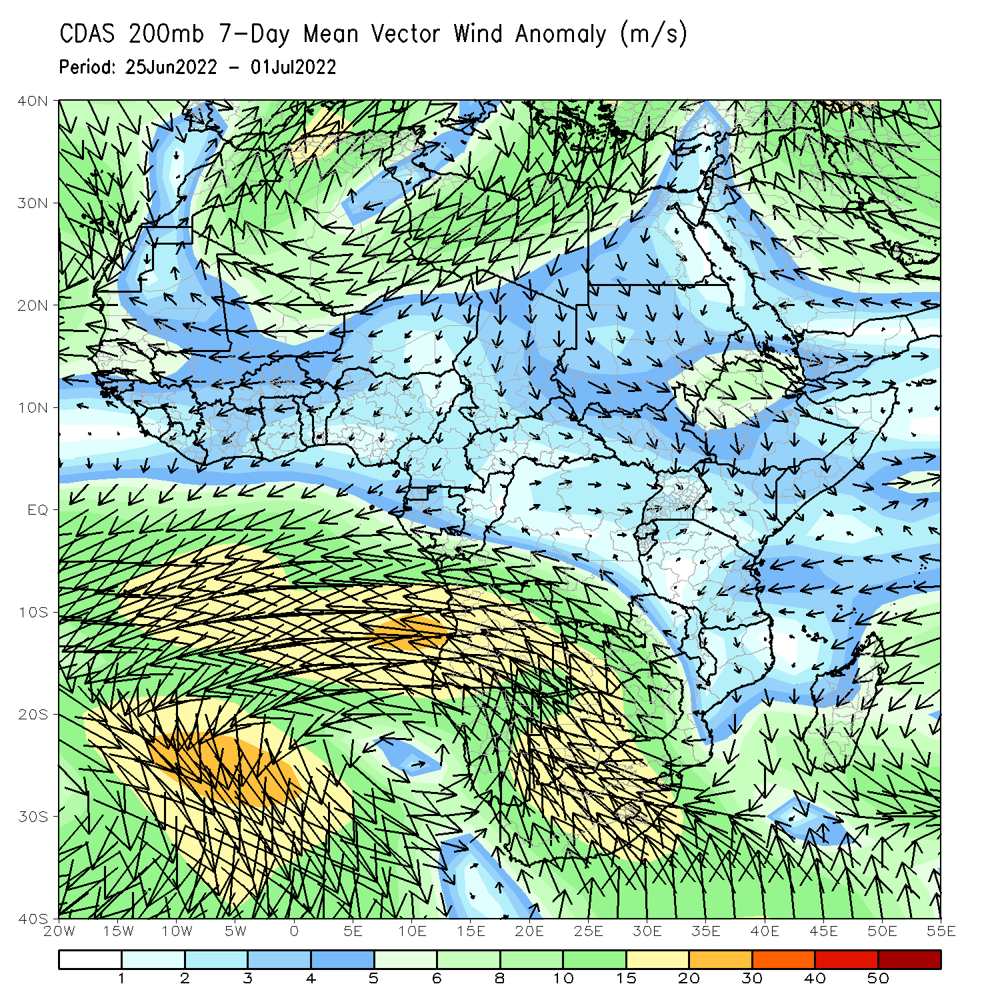 CDAS 200mb 7-Day Mean Vector Wind Anomaly (m/s)
Period: 25Jun2022 - 01Jul2022
40N
30N
20N
10N
EQ
10S
20S
30S
40S
20W 15W 10W 5W 0 5E 10E 15E 20E 25E 30E 35E 40E 45E 50E 55E
1 2 3 4 5 6 8 10 15 20 30 40 50